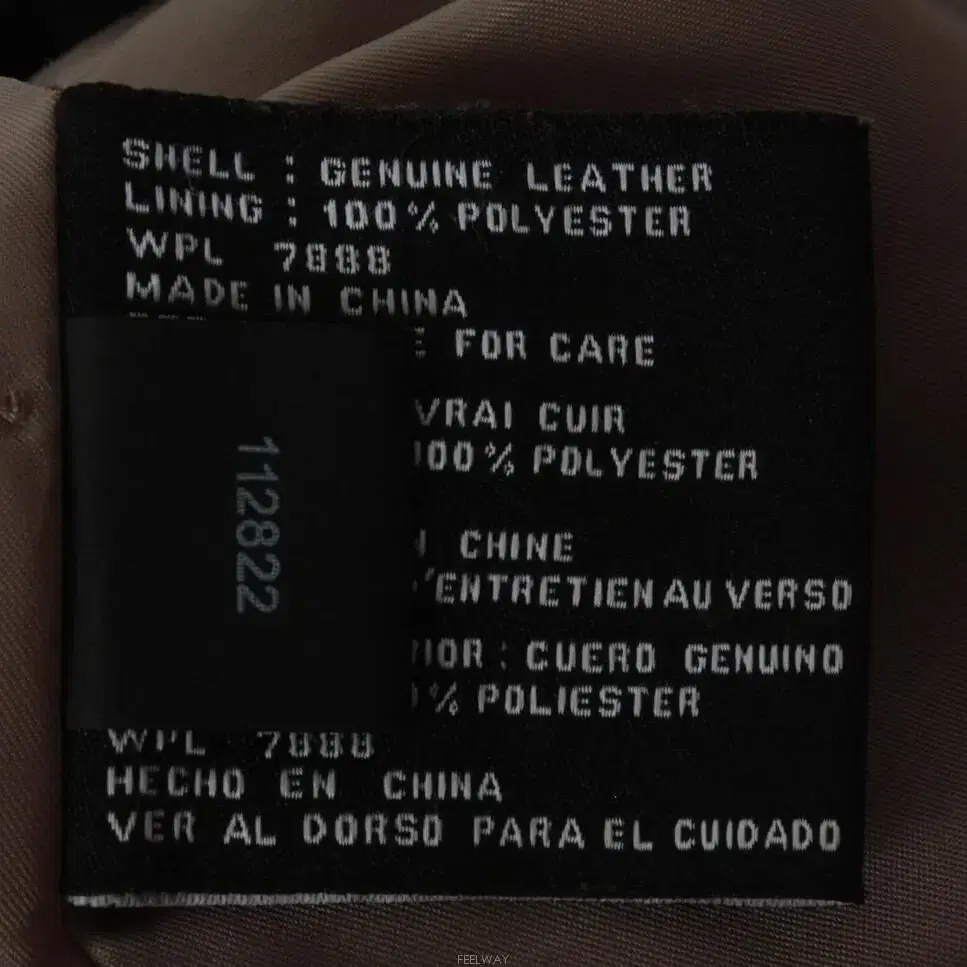 SHELL : GENUINE LEATHER
LINING : 100% POLYESTER
WPL 7888
MADE IN CHINA
FOR CARE
VRAI CUIR
100% POLYESTER
CHINE
'ENTRETIEN AU VERSO
112822
IOR : CUERO GENUINO
% POLIESTER
WPL 7888
HECHO EN CHINA
VER AL DORSO PARA EL CUIDADO
FEELWAY